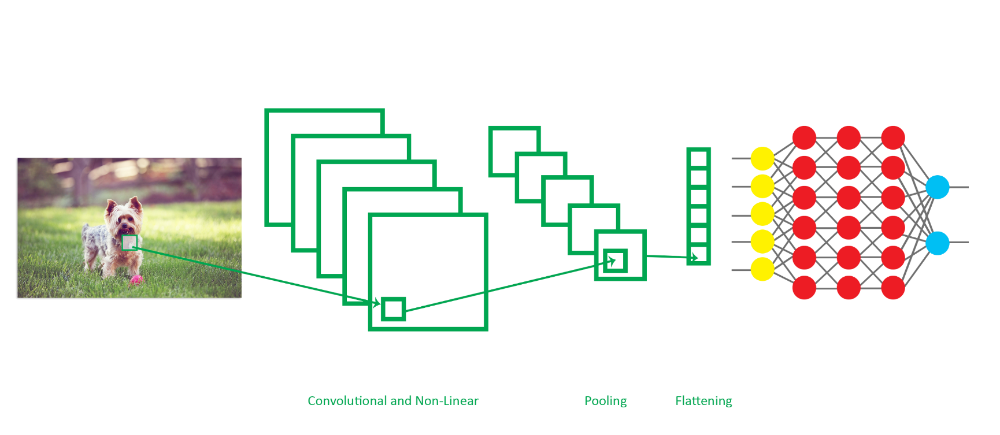 Convolutional and Non-Linear
Pooling
Flattening